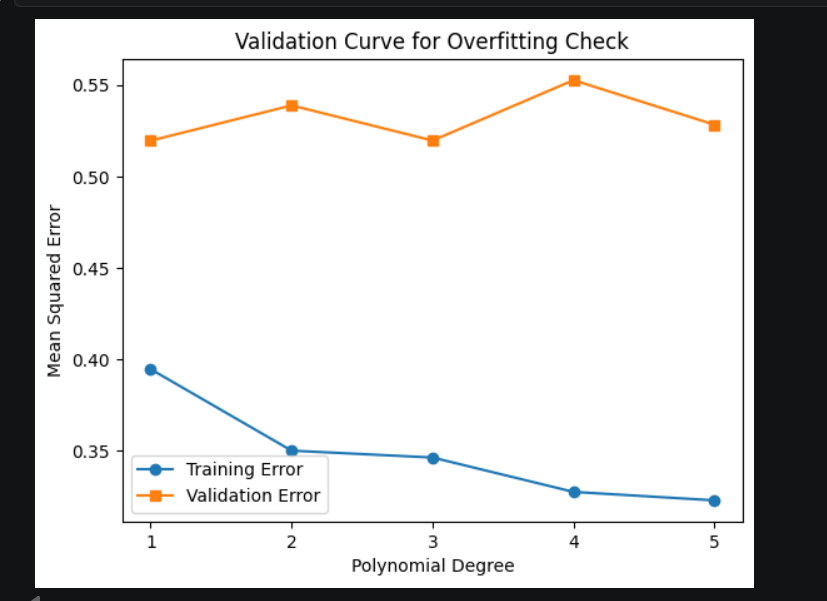 Validation Curve for Overfitting Check
0.55
0.50
0.45
0.40
0.35
Mean Squared Error
Training Error
Validation Error
1 2 3 4 5
Polynomial Degree